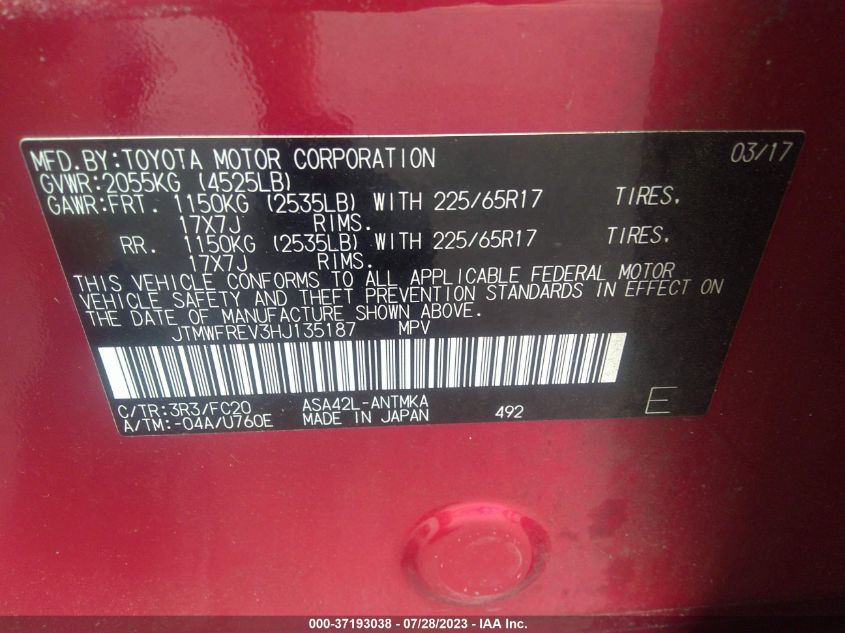 MFD.BY:TOYOTA MOTOR CORPORATION 03/17
GVWR:2055KG (4525LB)
GAWR:FRT. 1150KG (2535LB) WITH 225/65R17 TIRES.
17X7J RIMS.
RR. 1150KG (2535LB) WITH 225/65R17 TIRES.
17X7J RIMS.
THIS VEHICLE CONFORMS TO ALL APPLICABLE FEDERAL MOTOR
VEHICLE SAFETY AND THEFT PREVENTION STANDARDS IN EFFECT ON
THE DATE OF MANUFACTURE SHOWN ABOVE.
JTMWFREV3HJ135187 MPV
C/TR:3R3/FC20 ASA42L-ANTMKA
A/TM:-04A/U760E MADE IN JAPAN 492 E
000-37193038 - 07/28/2023 - IAAI Inc.